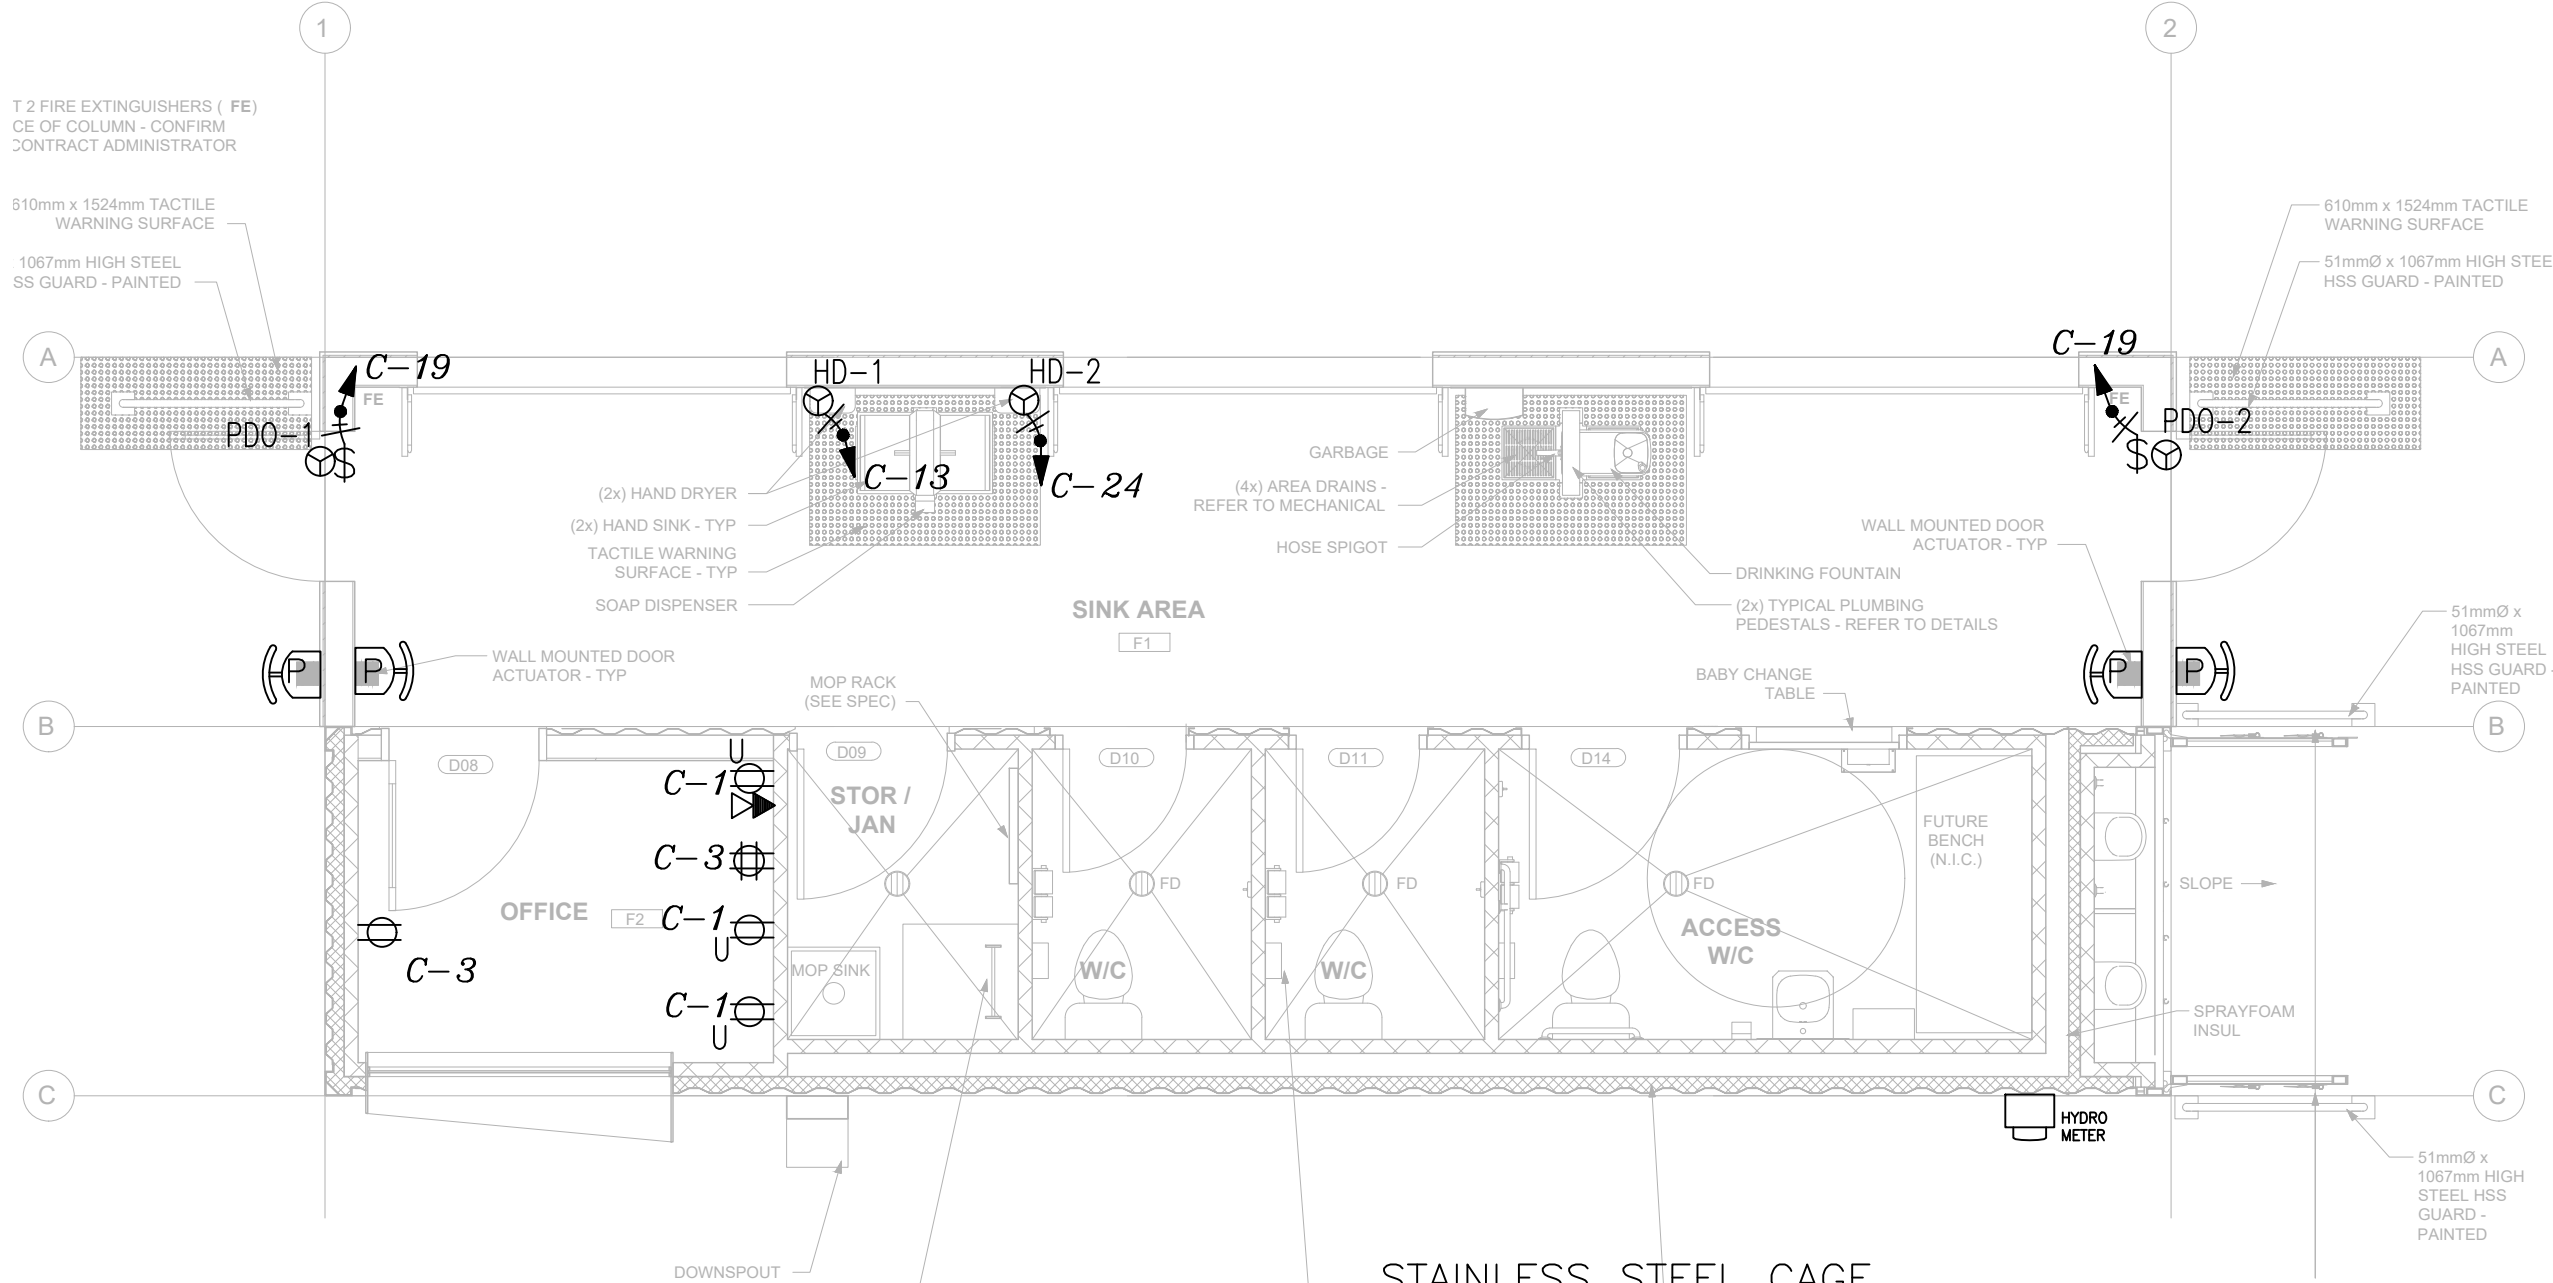 1
2
T 2 FIRE EXTINGUISHERS ( FE)
CE OF COLUMN - CONFIRM
CONTRACT ADMINISTRATOR
610mm x 1524mm TACTILE
WARNING SURFACE
1067mm HIGH STEEL
SS GUARD - PAINTED
610mm x 1524mm TACTILE
WARNING SURFACE
51mmØ x 1067mm HIGH STEE
HSS GUARD - PAINTED
A
C-19
FE
PDO-1
$
HD-1
HD-2
C-13
C-24
C-19
FE
PDO-2
$
A
(2x) HAND DRYER
(2x) HAND SINK - TYP
TACTILE WARNING
SURFACE - TYP
SOAP DISPENSER
GARBAGE
(4x) AREA DRAINS -
REFER TO MECHANICAL
HOSE SPIGOT
WALL MOUNTED DOOR
ACTUATOR - TYP
DRINKING FOUNTAIN
(2x) TYPICAL PLUMBING
PEDESTALS - REFER TO DETAILS
SINK AREA
F1
51mmØ x
1067mm
HIGH STEEL
HSS GUARD -
PAINTED
P
P
WALL MOUNTED DOOR
ACTUATOR - TYP
MOP RACK
(SEE SPEC)
BABY CHANGE
TABLE
P
P
B
B
D08
U
C-1
D09
D10
D11
D14
STOR /
JAN
C-3
FUTURE
BENCH
(N.I.C.)
FD
FD
FD
SLOPE
OFFICE
F2
C-1
U
ACCESS
W/C
C-3
MOP SINK
W/C
W/C
C-1
U
SPRAYFOAM
INSUL
C
C
HYDRO
METER
51mmØ x
1067mm HIGH
STEEL HSS
GUARD -
PAINTED
DOWNSPOUT
STAINLESS STEEL CAGE